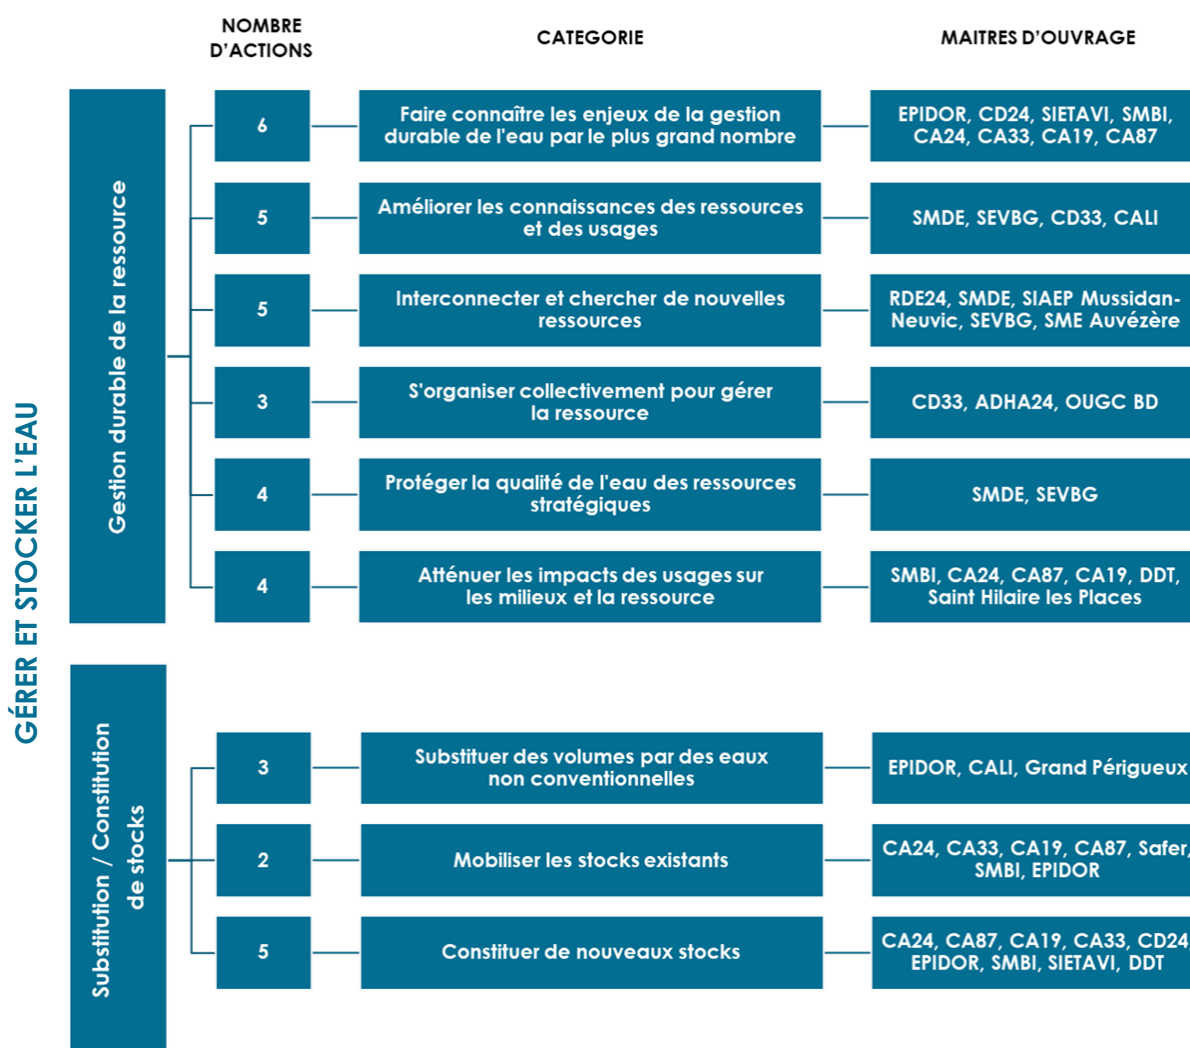 NOMBRE
D'ACTIONS
CATEGORIE
MAITRES D'OUVRAGE
GÉRER ET STOCKER L'EAU
Gestion durable de la ressource
6
Faire connaître les enjeux de la gestion
durable de l'eau par le plus grand nombre
EPIDOR, CD24, SIETAVI, SMBI,
CA24, CA33, CA19, CA87
5
Améliorer les connaissances des ressources
et des usages
SMDE, SEVBG, CD33, CALI
5
Interconnecter et chercher de nouvelles
ressources
RDE24, SMDE, SIAEP Mussidan-
Neuvic, SEVBG, SME Auvézère
3
S'organiser collectivement pour gérer
la ressource
CD33, ADHA24, OUGC BD
4
Protéger la qualité de l'eau des ressources
stratégiques
SMDE, SEVBG
4
Atténuer les impacts des usages sur
les milieux et la ressource
SMBI, CA24, CA87, CA19, DDT,
Saint Hilaire les Places
Substitution / Constitution
de stocks
3
Substituer des volumes par des eaux
non conventionnelles
EPIDOR, CALI, Grand Périgueux
2
Mobiliser les stocks existants
CA24, CA33, CA19, CA87, Safer,
SMBI, EPIDOR
5
Constituer de nouveaux stocks
CA24, CA87, CA19, CA33, CD24
EPIDOR, SMBI, SIETAVI, DDT